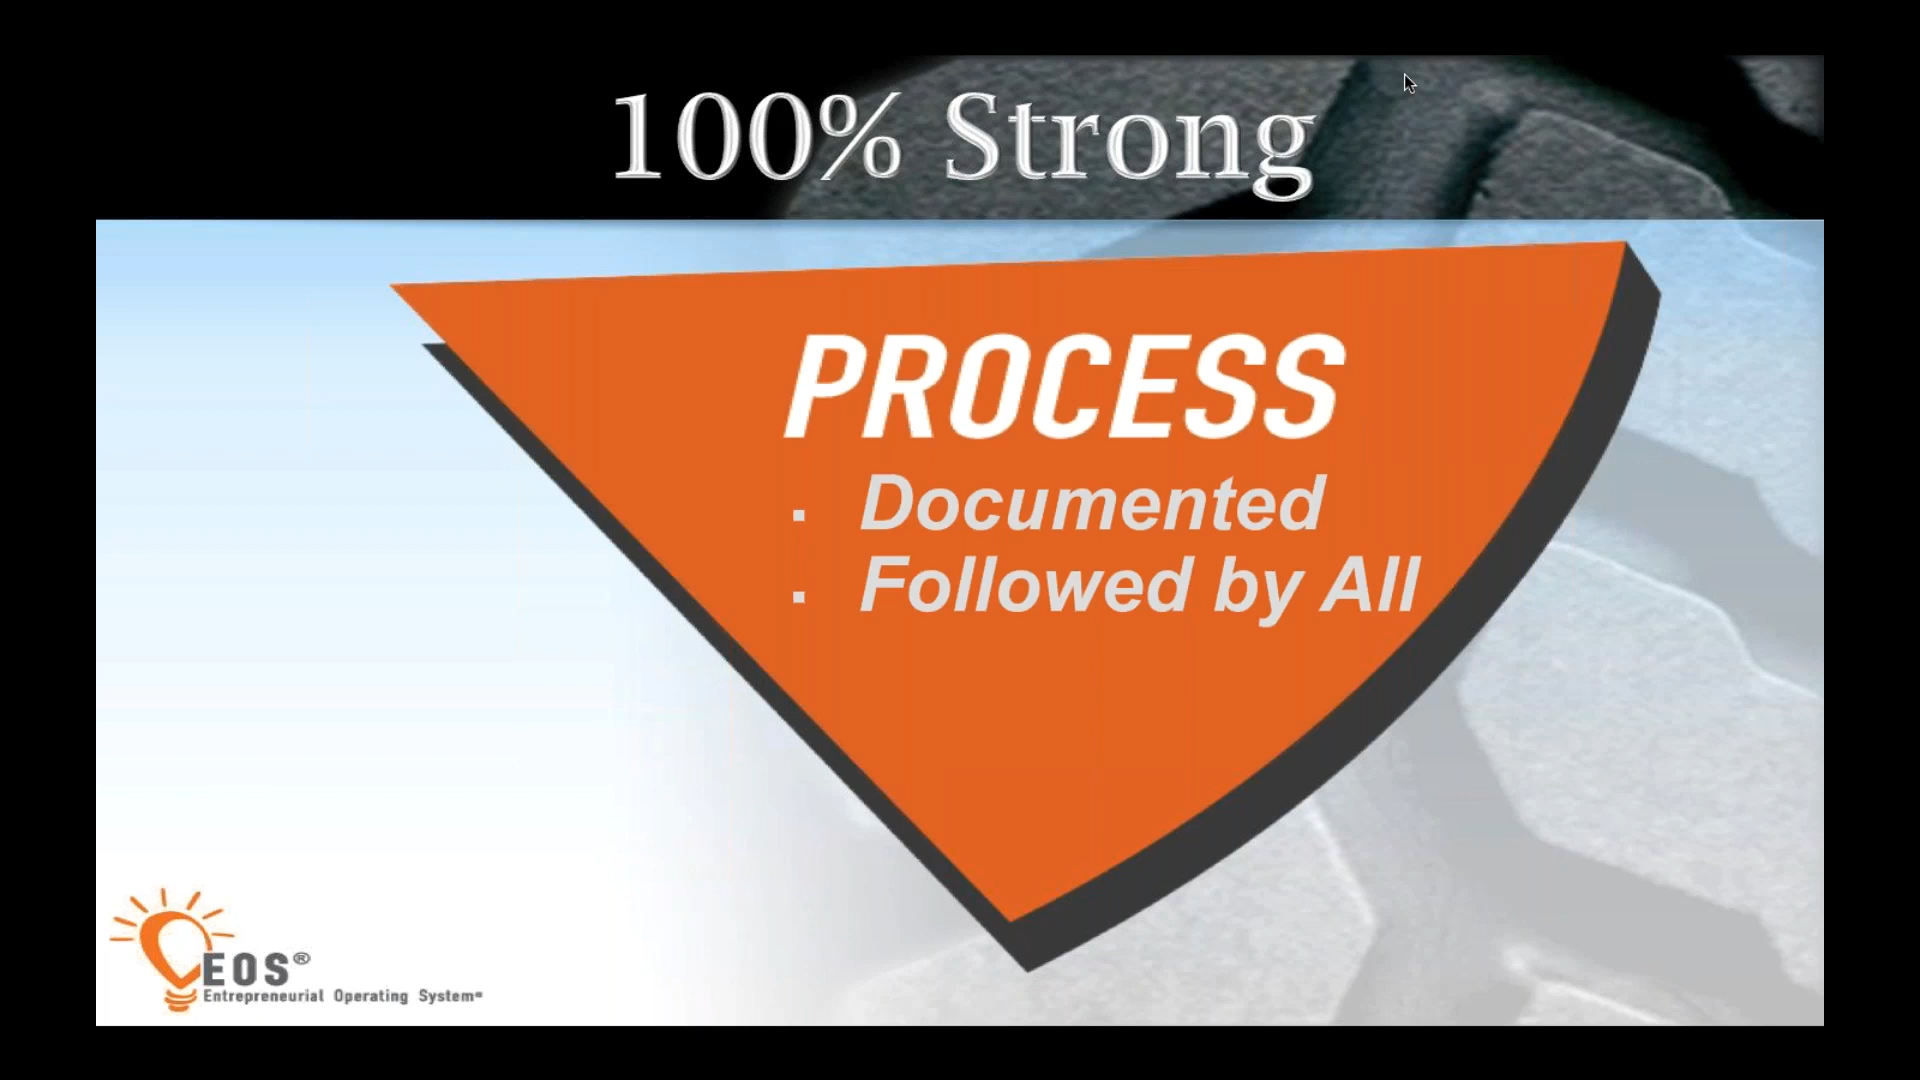 100% Strong
PROCESS
▪ Documented
▪ Followed by All
EOS®
Entrepreneurial Operating System